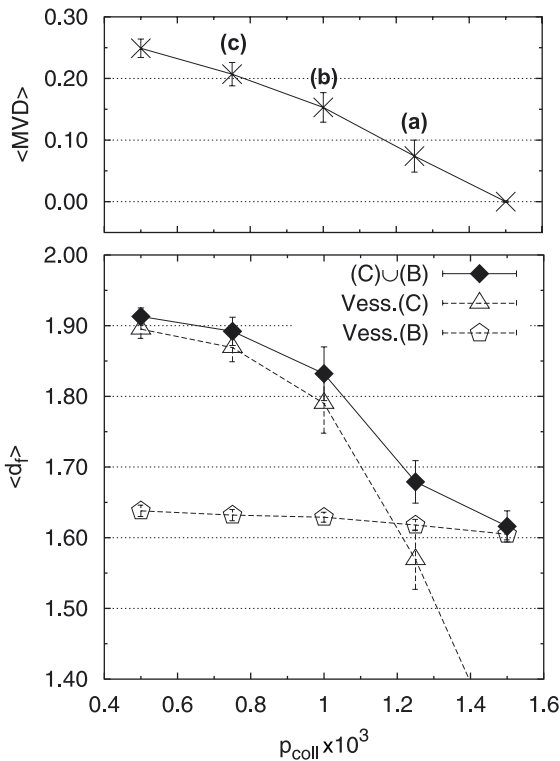 0.30
0.20
0.10
0.00
<MVD>
(c)
(b)
(a)
2.00
1.90
1.80
1.70
1.60
1.50
1.40
<d_f>
(C)∪(B)
Vess.(C)
Vess.(B)
0.4 0.6 0.8 1 1.2 1.4 1.6
p_coll x10^3